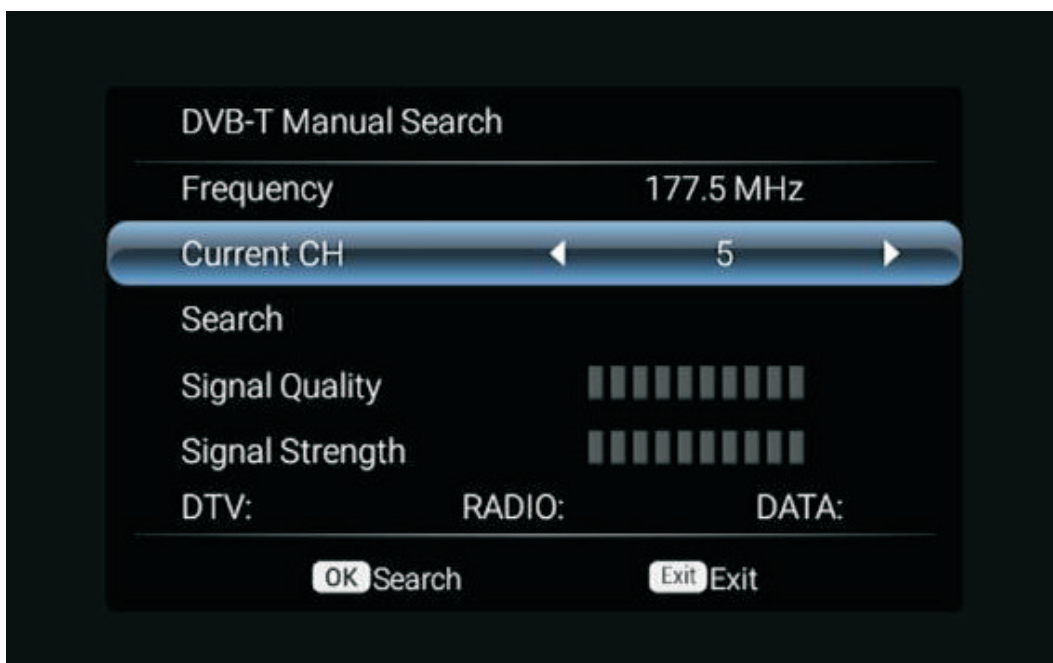 DVB-T Manual Search
Frequency 177.5 MHz
Current CH 5
Search
Signal Quality
Signal Strength
DTV: RADIO: DATA:
OK Search Exit Exit